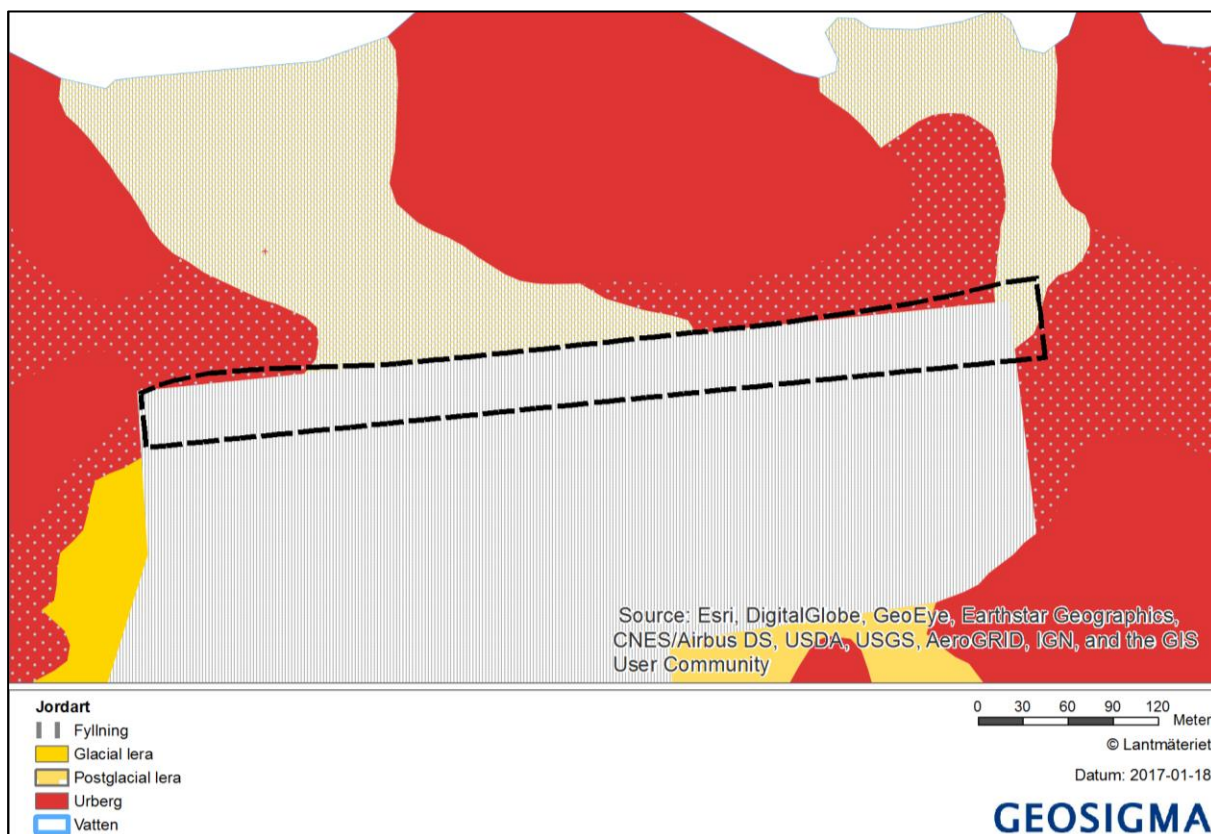 Source: Esri, DigitalGlobe, GeoEye, Earthstar Geographics,
CNES/Airbus DS, USDA, USGS, AeroGRID, IGN, and the GIS
User Community
Jordart
Fyllning
Glacial lera
Postglacial lera
Urberg
Vatten
0 30 60 90 120
Meter
© Lantmäteriet
Datum: 2017-01-18
GEOSIGMA